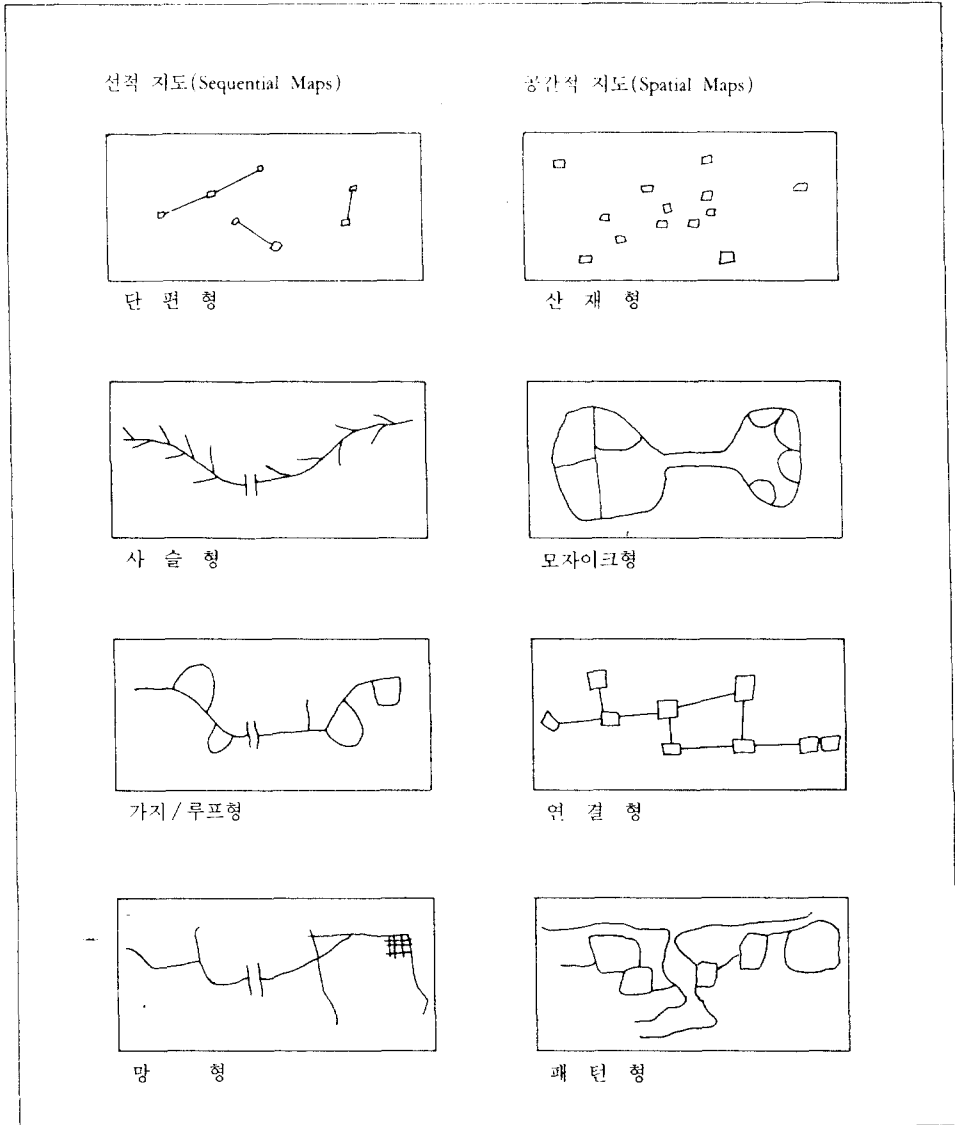 선적 지도(Sequential Maps)
공간적 지도(Spatial Maps)
단 편 형
산 재 형
사 슬 형
모자이크형
가지 / 루프형
연 결 형
망 형
패 턴 형